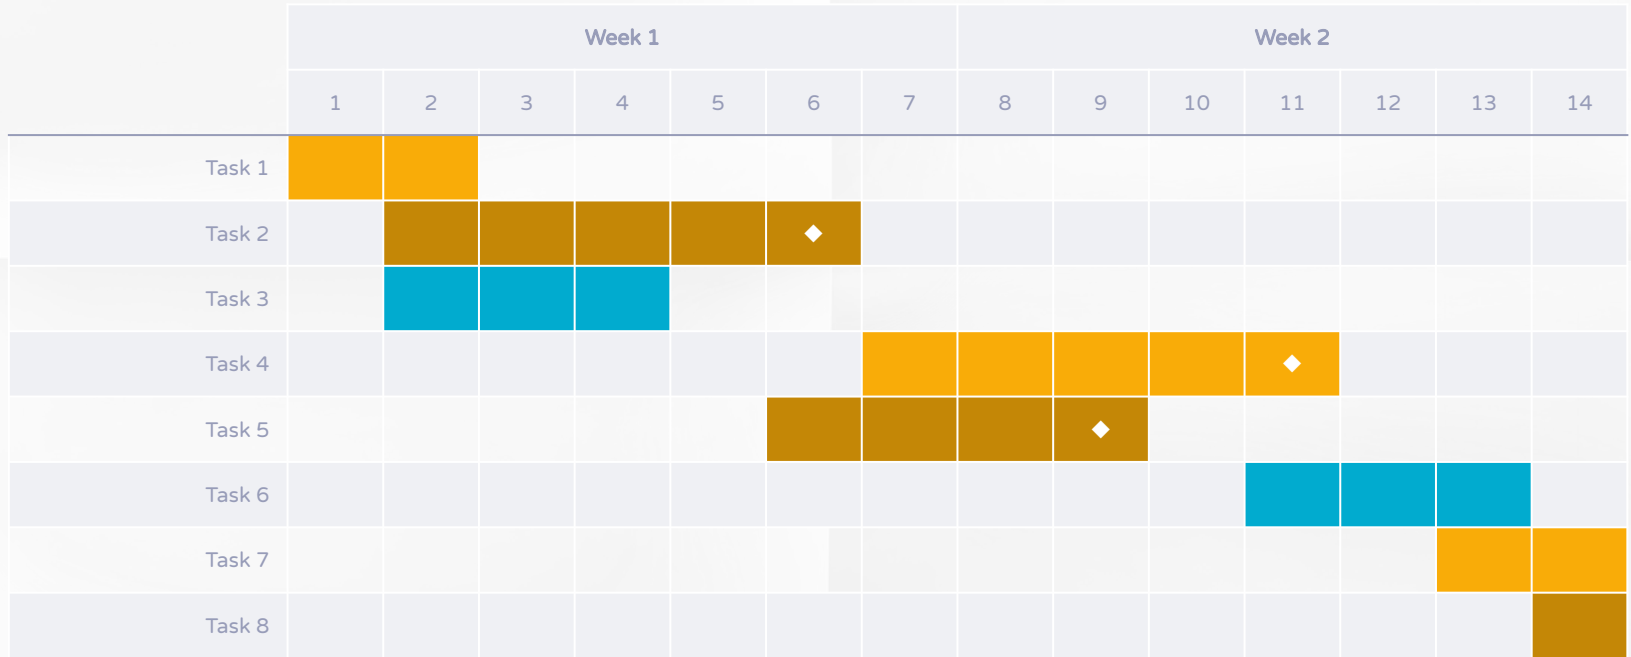 Week 1 Week 2
1 2 3 4 5 6 7 8 9 10 11 12 13 14
Task 1
Task 2
Task 3
Task 4
Task 5
Task 6
Task 7
Task 8